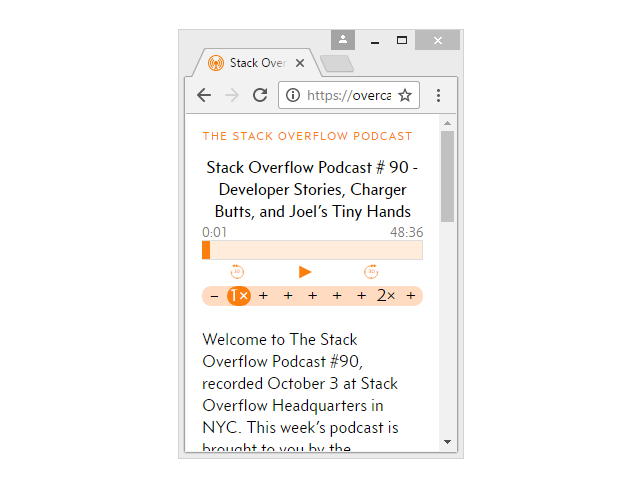 Stack Over
https://overca
THE STACK OVERFLOW PODCAST
Stack Overflow Podcast # 90 -
Developer Stories, Charger
Butts, and Joel's Tiny Hands
0:01 48:36
30 30
– 1× + + + + + 2× +
Welcome to The Stack
Overflow Podcast #90,
recorded October 3 at Stack
Overflow Headquarters in
NYC. This week's podcast is
brought to you by the